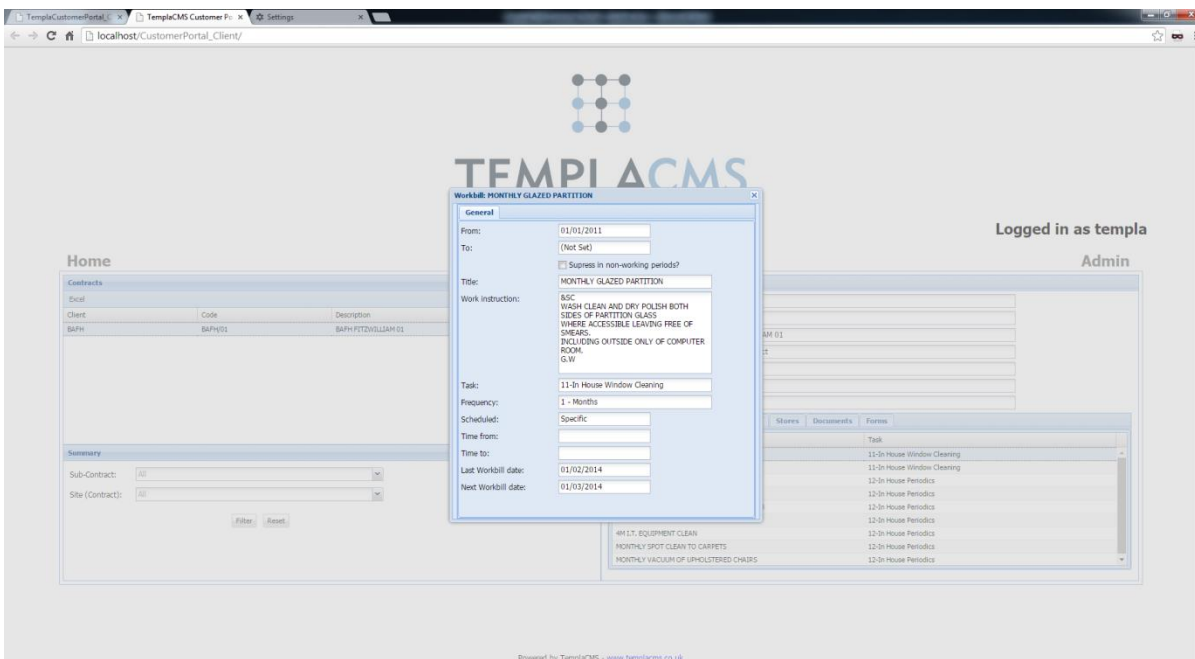 TemplaCustomerPortal_C
TemplaCMS Customer Po
Settings
localhost/CustomerPortal_Client/
TEMPLACMS
Logged in as templa
Home
Admin
Contracts
Excel
Client
Code
Description
BAFH
BAFH/01
BAFH FITZWILLIAM 01
Summary
Sub-Contract:
All
Site (Contract):
All
Filter
Reset
Workbill: MONTHLY GLAZED PARTITION
General
From:
01/01/2011
To:
(Not Set)
Supress in non-working periods?
Title:
MONTHLY GLAZED PARTITION
Work instruction:
&SC
WASH CLEAN AND DRY POLISH BOTH
SIDES OF PARTITION GLASS
WHERE ACCESSIBLE LEAVING FREE OF
SMEARS.
INCLUDING OUTSIDE ONLY OF COMPUTER
ROOM.
G.W
Task:
11-In House Window Cleaning
Frequency:
1 - Months
Scheduled:
Specific
Time from:
Time to:
Last Workbill date:
01/02/2014
Next Workbill date:
01/03/2014
AM 01
Stores
Documents
Forms
Task
11-In House Window Cleaning
11-In House Window Cleaning
12-In House Periodics
12-In House Periodics
12-In House Periodics
12-In House Periodics
4M I.T. EQUIPMENT CLEAN
12-In House Periodics
MONTHLY SPOT CLEAN TO CARPETS
12-In House Periodics
MONTHLY VACUUM OF UPHOLSTERED CHAIRS
12-In House Periodics
Powered by TemplaCMS - www.templacms.co.uk